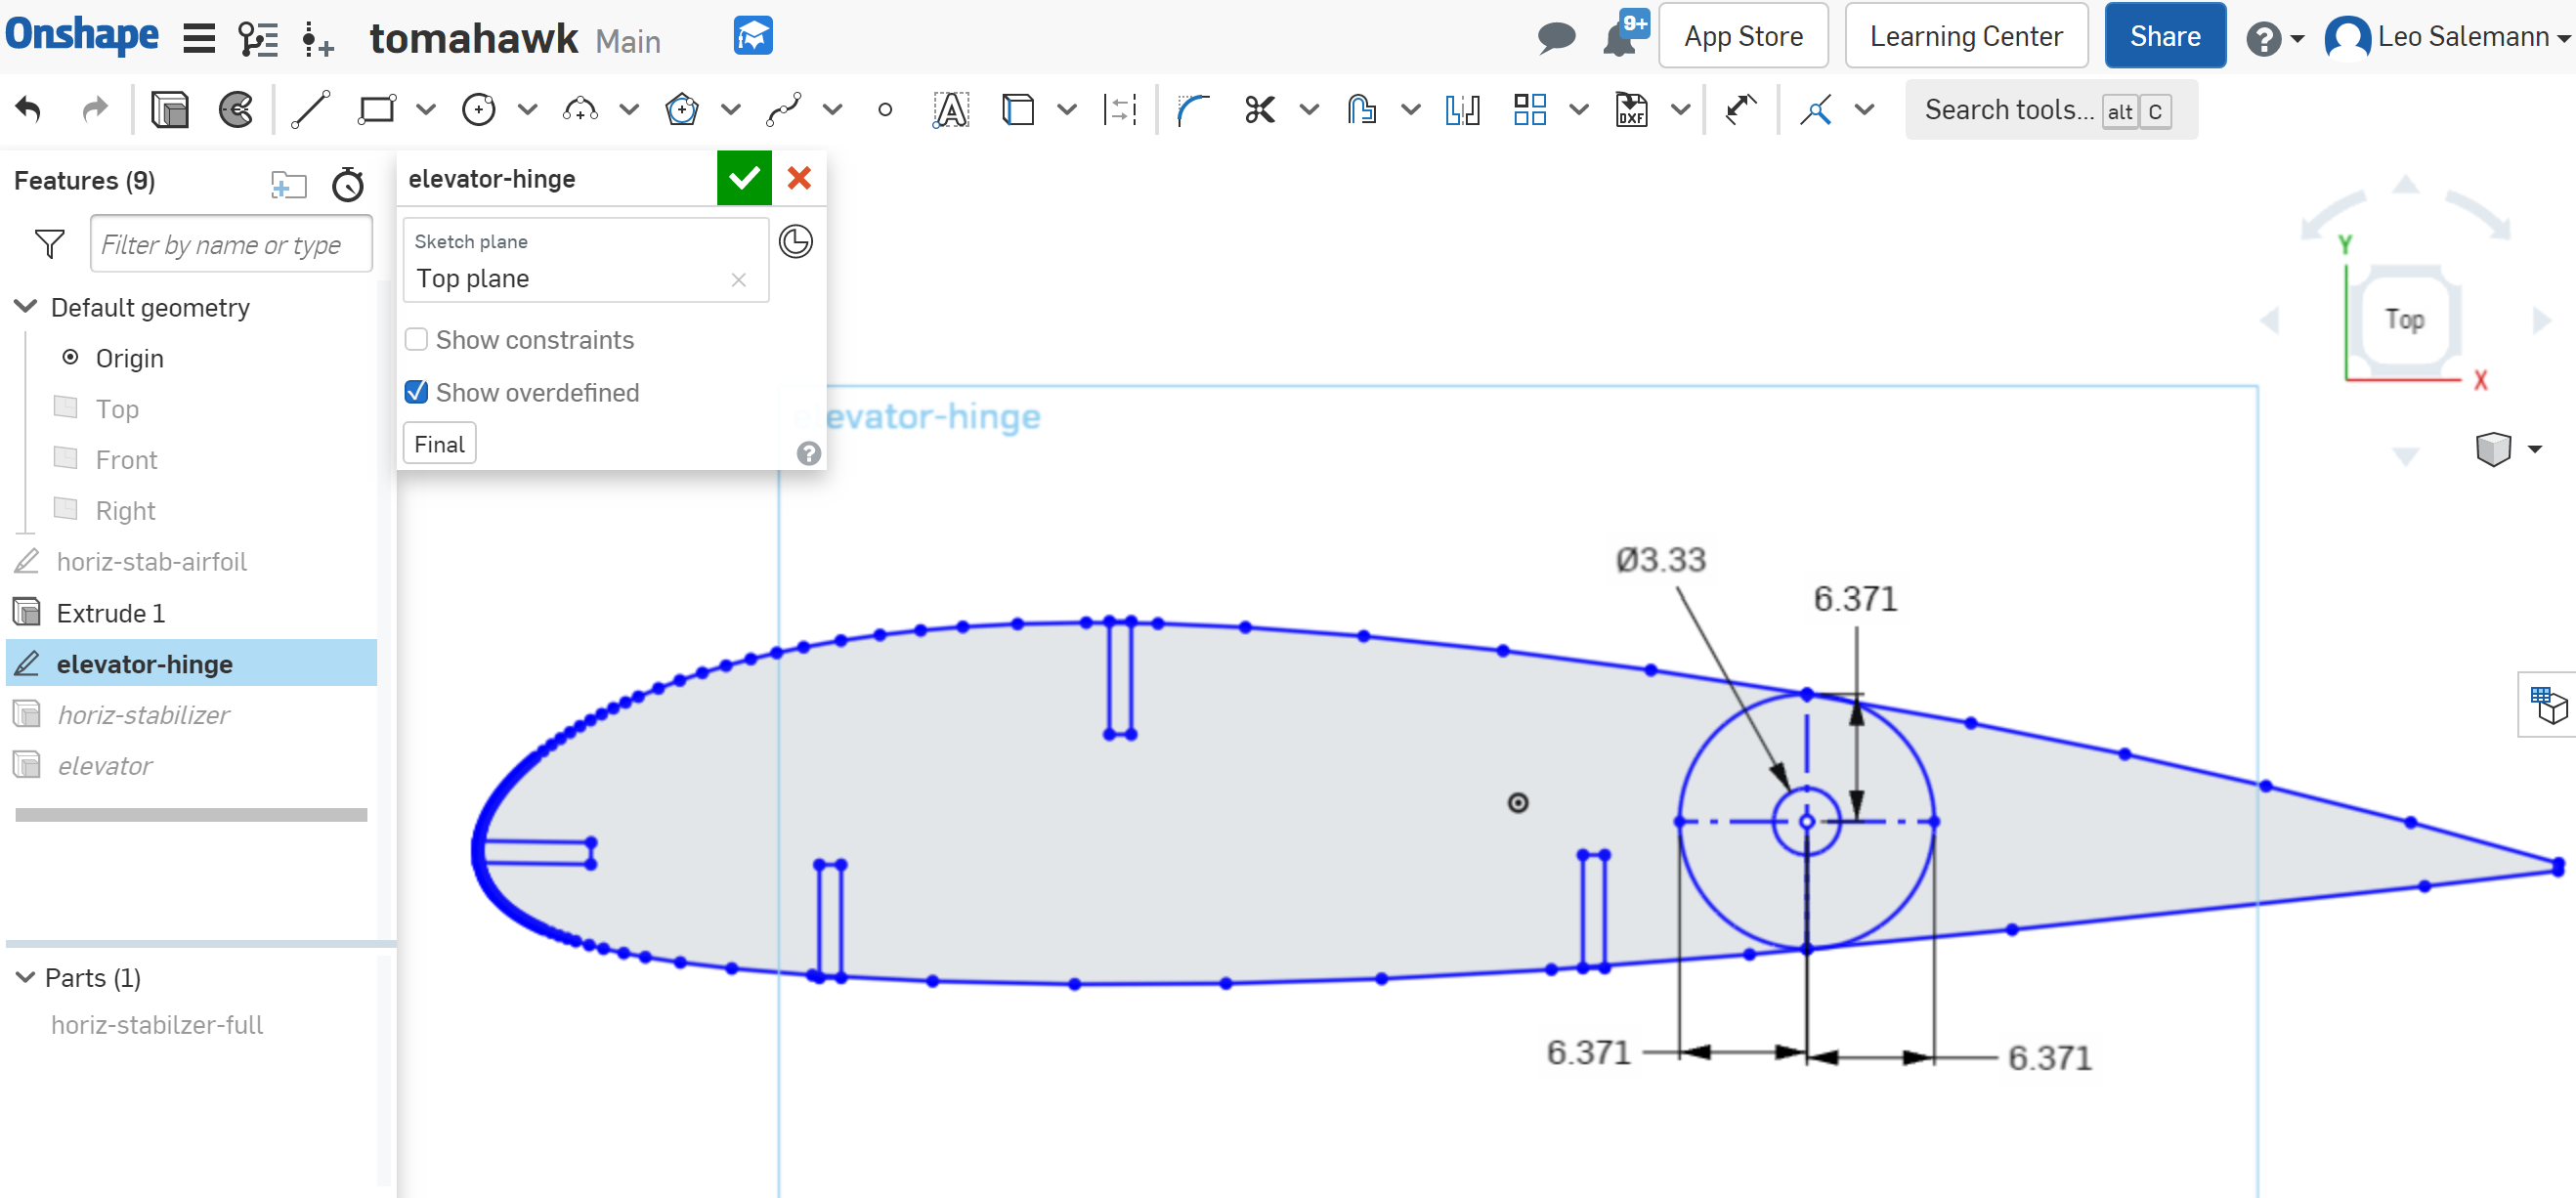 Onshape tomahawk Main 9+ App Store Learning Center Share Leo Salemann
DXF Search tools... alt C
Features (9)
Filter by name or type
Default geometry
Origin
Top
Front
Right
horiz-stab-airfoil
Extrude 1
elevator-hinge
horiz-stabilizer
elevator
Parts (1)
horiz-stabilzer-full
elevator-hinge
Sketch plane
Top plane
Show constraints
Show overdefined
Final
elevator-hinge
Y
Top
X
Ø3.33
6.371
6.371
6.371